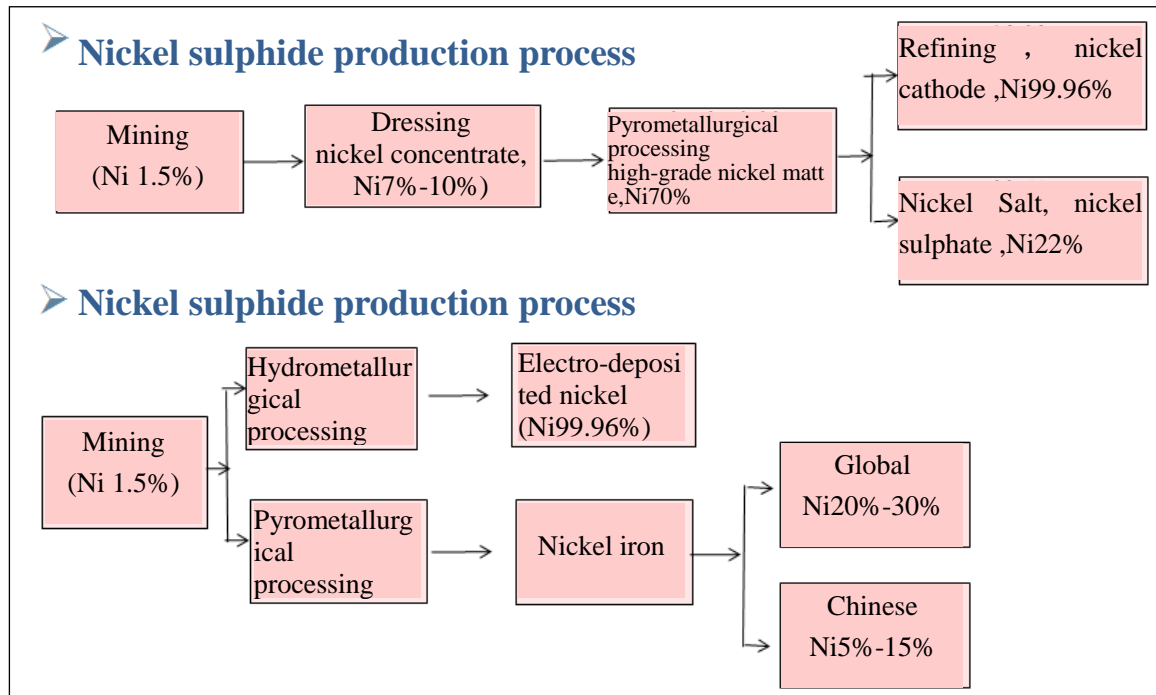 Nickel sulphide production process
Mining
(Ni 1.5%)
Dressing
nickel concentrate,
Ni7%-10%)
Pyrometallurgical
processing
high-grade nickel matt
e,Ni70%
Refining , nickel
cathode ,Ni99.96%
Nickel Salt, nickel
sulphate ,Ni22%
Nickel sulphide production process
Mining
(Ni 1.5%)
Hydrometallur
gical
processing
Electro-deposi
ted nickel
(Ni99.96%)
Pyrometallurg
ical
processing
Nickel iron
Global
Ni20%-30%
Chinese
Ni5%-15%